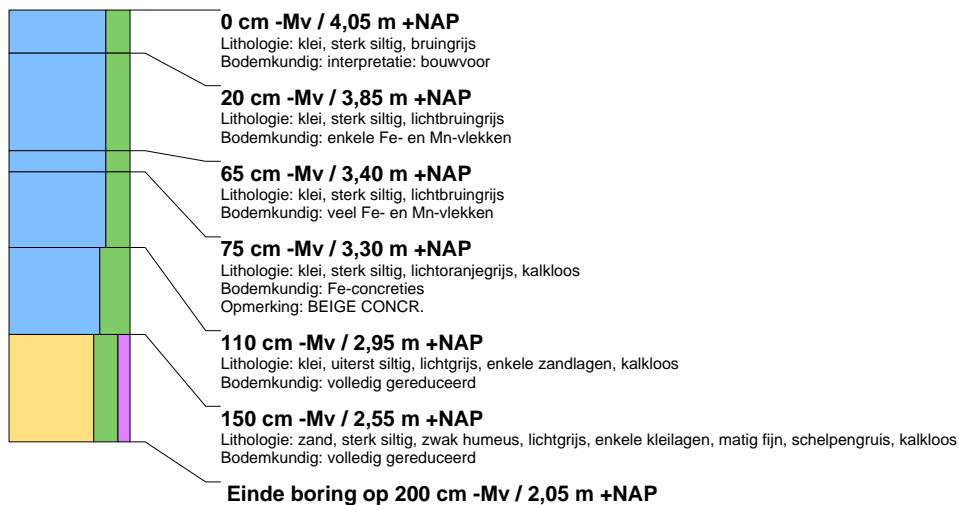 0 cm -Mv / 4,05 m +NAP
Lithologie: klei, sterk siltig, bruingrijs
Bodemkundig: interpretatie: bouwvoor
20 cm -Mv / 3,85 m +NAP
Lithologie: klei, sterk siltig, lichtbruingrijs
Bodemkundig: enkele Fe- en Mn-vlekken
65 cm -Mv / 3,40 m +NAP
Lithologie: klei, sterk siltig, lichtbruingrijs
Bodemkundig: veel Fe- en Mn-vlekken
75 cm -Mv / 3,30 m +NAP
Lithologie: klei, sterk siltig, lichtoranjegrijs, kalkloos
Bodemkundig: Fe-concreties
Opmerking: BEIGE CONCR.
110 cm -Mv / 2,95 m +NAP
Lithologie: klei, uiterst siltig, lichtgrijs, enkele zandlagen, kalkloos
Bodemkundig: volledig gereduceerd
150 cm -Mv / 2,55 m +NAP
Lithologie: zand, sterk siltig, zwak humeus, lichtgrijs, enkele kleilagen, matig fijn, schelpengruis, kalkloos
Bodemkundig: volledig gereduceerd
Einde boring op 200 cm -Mv / 2,05 m +NAP